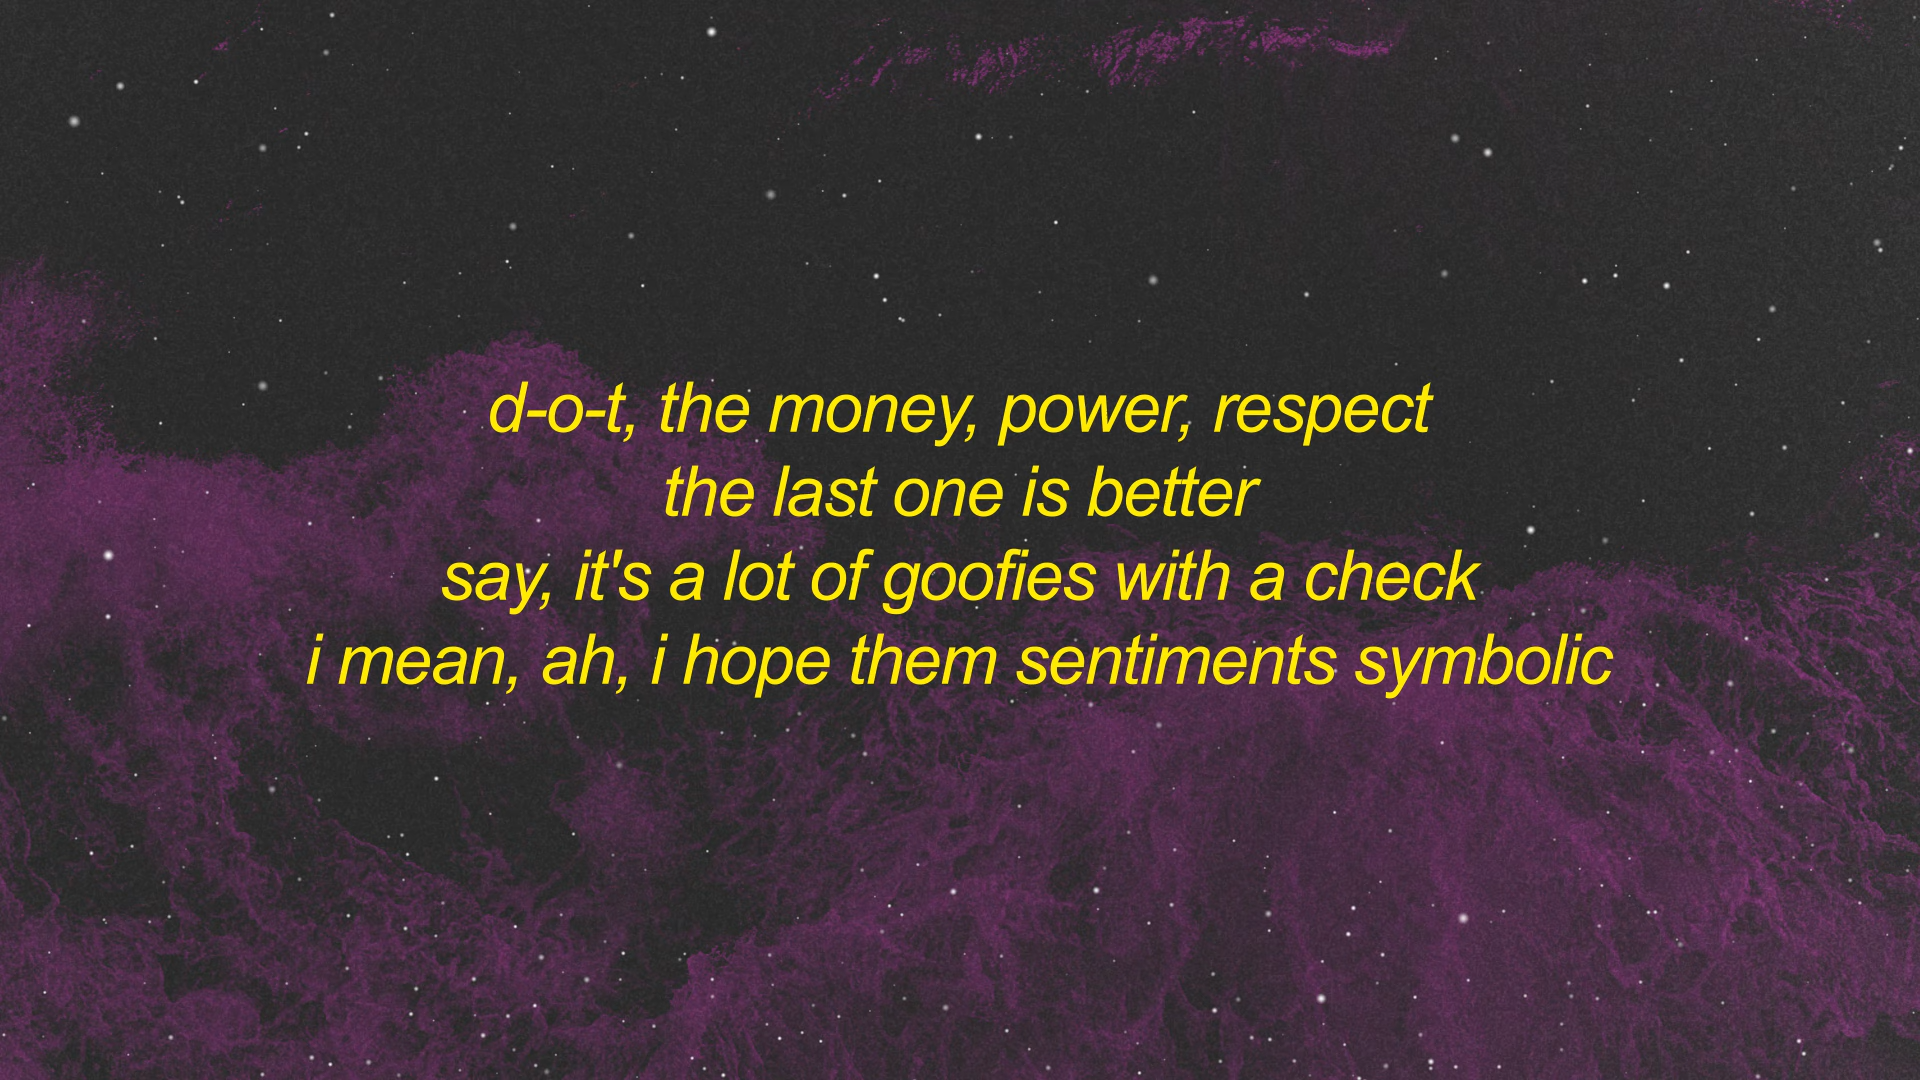 d-o-t, the money, power, respect
the last one is better
say, it's a lot of goofies with a check
i mean, ah, i hope them sentiments symbolic